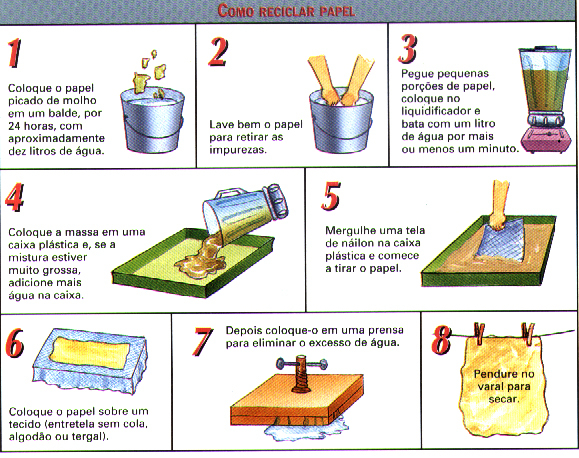 COMO RECICLAR PAPEL
1
Coloque o papel
picado de molho
em um balde, por
24 horas, com
aproximadamente
dez litros de água.
2
Lave bem o papel
para retirar as
impurezas.
3
Pegue pequenas
porções de papel,
coloque no
liquidificador e
bata com um litro
de água por mais
ou menos um minuto.
4
Coloque a massa em uma
caixa plástica e, se a
mistura estiver
muito grossa,
adicione mais
água na caixa.
5
Mergulhe uma tela
de náilon na caixa
plástica e comece
a tirar o papel.
6
Coloque o papel sobre um
tecido (entretela sem cola,
algodão ou tergal).
7
Depois coloque-o em uma prensa
para eliminar o excesso de água.
8
Pendure no
varal para
secar.